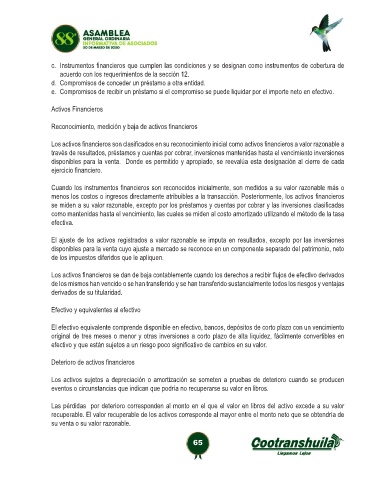 88ª
ASAMBLEA
GENERAL ORDINARIA
INFORMATIVA DE ASOCIADOS
30 DE MARZO DE 2020
c. Instrumentos financieros que cumplen las condiciones y se designan como instrumentos de cobertura de
acuerdo con los requerimientos de la sección 12.
d. Compromisos de conceder un préstamo a otra entidad.
e. Compromisos de recibir un préstamo si el compromiso se puede liquidar por el importe neto en efectivo.
Activos Financieros
Reconocimiento, medición y baja de activos financieros
Los activos financieros son clasificados en su reconocimiento inicial como activos financieros a valor razonable a
través de resultados, préstamos y cuentas por cobrar, inversiones mantenidas hasta el vencimiento inversiones
disponibles para la venta. Donde es permitido y apropiado, se reevalúa esta designación al cierre de cada
ejercicio financiero.
Cuando los instrumentos financieros son reconocidos inicialmente, son medidos a su valor razonable más o
menos los costos o ingresos directamente atribuibles a la transacción. Posteriormente, los activos financieros
se miden a su valor razonable, excepto por los préstamos y cuentas por cobrar y las inversiones clasificadas
como mantenidas hasta el vencimiento, las cuales se miden al costo amortizado utilizando el método de la tasa
efectiva.
El ajuste de los activos registrados a valor razonable se imputa en resultados, excepto por las inversiones
disponibles para la venta cuyo ajuste a mercado se reconoce en un componente separado del patrimonio, neto
de los impuestos diferidos que le apliquen.
Los activos financieros se dan de baja contablemente cuando los derechos a recibir flujos de efectivo derivados
de los mismos han vencido o se han transferido y se han transferido sustancialmente todos los riesgos y ventajas
derivados de su titularidad.
Efectivo y equivalentes al efectivo
El efectivo equivalente comprende disponible en efectivo, bancos, depósitos de corto plazo con un vencimiento
original de tres meses o menor y otras inversiones a corto plazo de alta liquidez, fácilmente convertibles en
efectivo y que están sujetos a un riesgo poco significativo de cambios en su valor.
Deterioro de activos financieros
Los activos sujetos a depreciación o amortización se someten a pruebas de deterioro cuando se producen
eventos o circunstancias que indican que podría no recuperarse su valor en libros.
Las pérdidas por deterioro corresponden al monto en el que el valor en libros del activo excede a su valor
recuperable. El valor recuperable de los activos corresponde al mayor entre el monto neto que se obtendría de
su venta o su valor razonable.
65
Cootranshuila
Llegamos Lejos